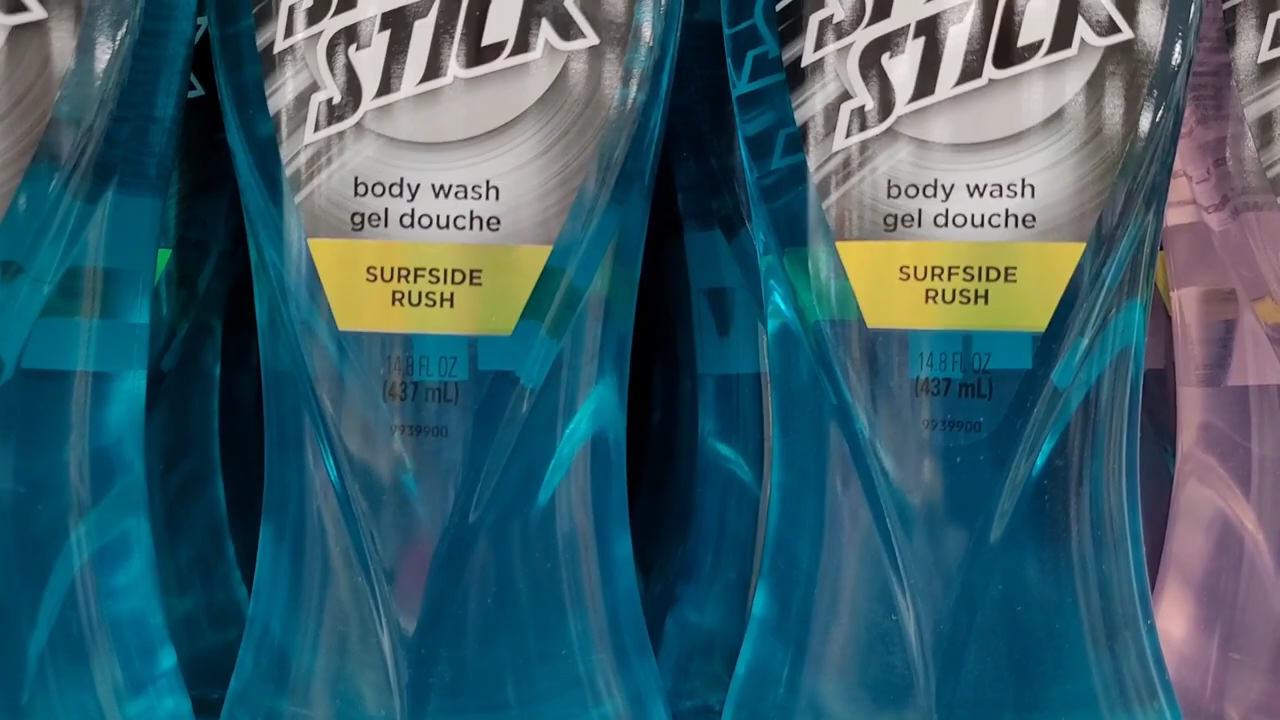 STICK
body wash
gel douche
SURFSIDE
RUSH
14.8 FL OZ
(437 mL)
9939900
STICK
body wash
gel douche
SURFSIDE
RUSH
14.8 FL OZ
(437 mL)
9939900